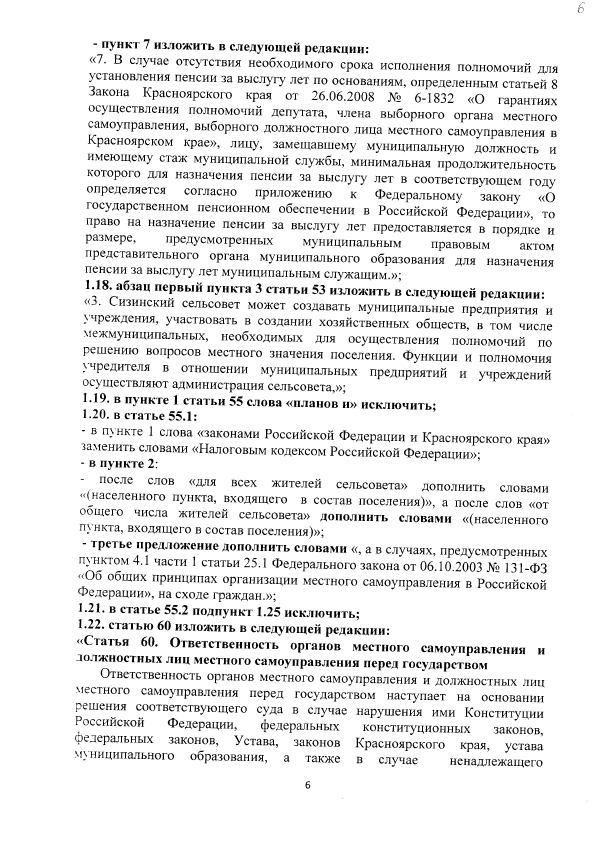 6
- пункт 7 изложить в следующей редакции:
«7. В случае отсутствия необходимого срока исполнения полномочий для
установления пенсии за выслугу лет по основаниям, определенным статьей 8
Закона Красноярского края от 26.06.2008 № 6-1832 «О гарантиях
осуществления полномочий депутата, члена выборного органа местного
самоуправления, выборного должностного лица местного самоуправления в
Красноярском крае», лицу, замещавшему муниципальную должность и
имеющему стаж муниципальной службы, минимальная продолжительность
которого для назначения пенсии за выслугу лет в соответствующем году
определяется согласно приложению к Федеральному закону «О
государственном пенсионном обеспечении в Российской Федерации», то
право на назначение пенсии за выслугу лет предоставляется в порядке и
размере, предусмотренных муниципальным правовым актом
представительного органа муниципального образования для назначения
пенсии за выслугу лет муниципальным служащим.»;
1.18. абзац первый пункта 3 статьи 53 изложить в следующей редакции:
«3. Сизинский сельсовет может создавать муниципальные предприятия и
учреждения, участвовать в создании хозяйственных обществ, в том числе
межмуниципальных, необходимых для осуществления полномочий по
решению вопросов местного значения поселения. Функции и полномочия
учредителя в отношении муниципальных предприятий и учреждений
осуществляют администрация сельсовета,»;
1.19. в пункте 1 статьи 55 слова «планов и» исключить;
1.20. в статье 55.1:
- в пункте 1 слова «законами Российской Федерации и Красноярского края»
заменить словами «Налоговым кодексом Российской Федерации»;
- в пункте 2:
- после слов «для всех жителей сельсовета» дополнить словами
«(населенного пункта, входящего в состав поселения)», а после слов «от
общего числа жителей сельсовета» дополнить словами «(населенного
пункта, входящего в состав поселения)»;
- третье предложение дополнить словами «, а в случаях, предусмотренных
пунктом 4.1 части 1 статьи 25.1 Федерального закона от 06.10.2003 № 131-ФЗ
«Об общих принципах организации местного самоуправления в Российской
Федерации», на сходе граждан.»;
1.21. в статье 55.2 подпункт 1.25 исключить;
1.22. статью 60 изложить в следующей редакции:
«Статья 60. Ответственность органов местного самоуправления и
должностных лиц местного самоуправления перед государством
Ответственность органов местного самоуправления и должностных лиц
местного самоуправления перед государством наступает на основании
решения соответствующего суда в случае нарушения ими Конституции
Российской Федерации, федеральных конституционных законов,
федеральных законов, Устава, законов Красноярского края, устава
муниципального образования, а также в случае ненадлежащего
6